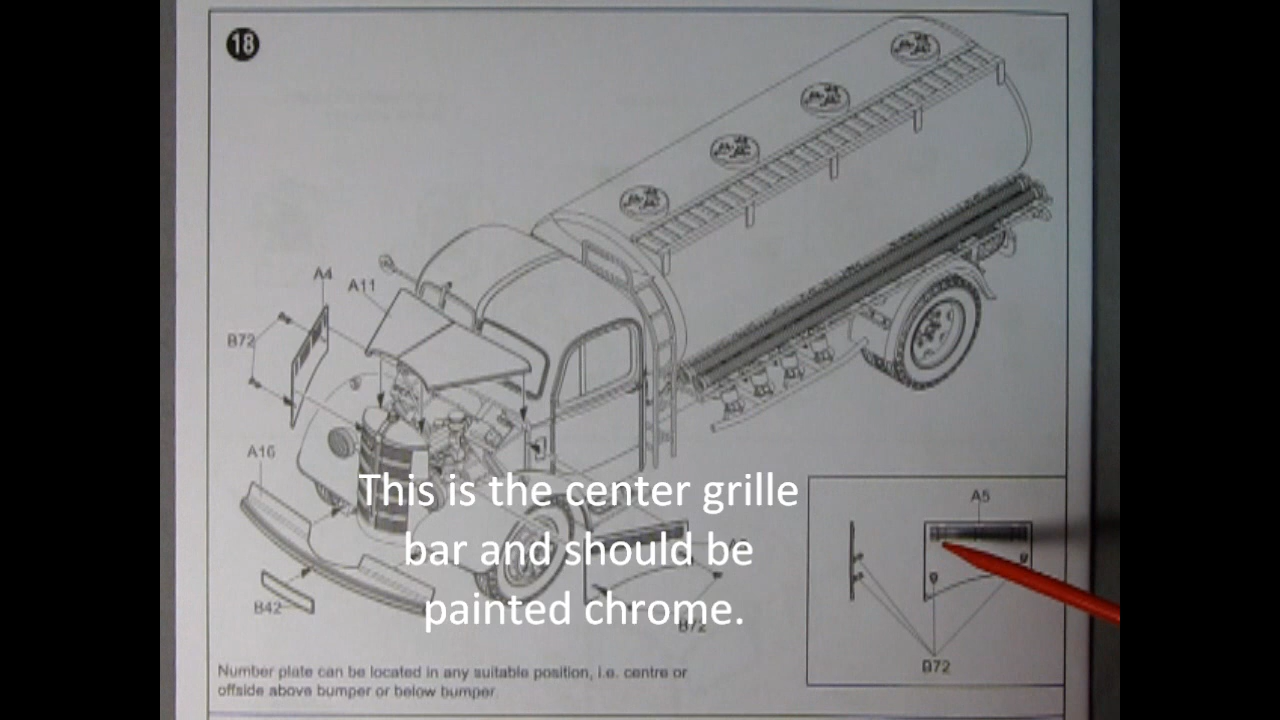 18
A4
A11
B72
A16
This is the center grille
bar and should be
painted chrome.
B42
B72
A5
B72
Number plate can be located in any suitable position, i.e. centre or
offside above bumper or below bumper.